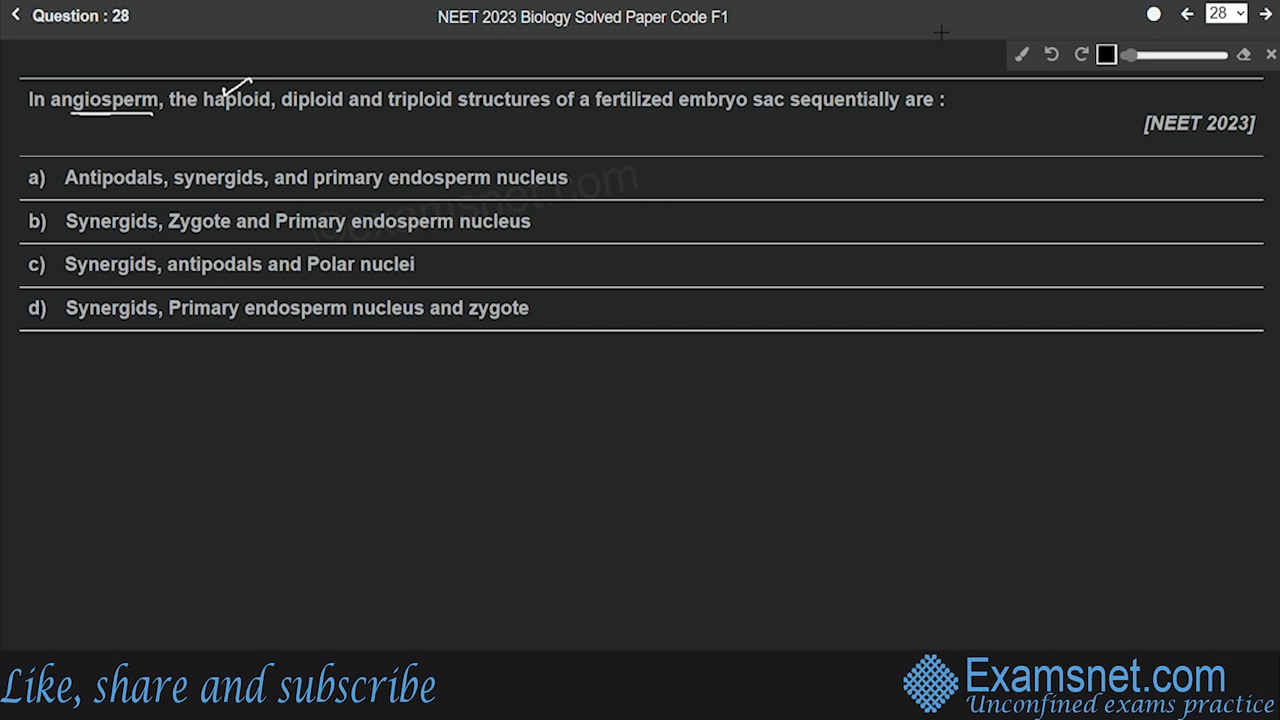 Question : 28
NEET 2023 Biology Solved Paper Code F1
28
In angiosperm, the haploid, diploid and triploid structures of a fertilized embryo sac sequentially are :
[NEET 2023]
a) Antipodals, synergids, and primary endosperm nucleus
b) Synergids, Zygote and Primary endosperm nucleus
c) Synergids, antipodals and Polar nuclei
d) Synergids, Primary endosperm nucleus and zygote
©examsnet.com
Like, share and subscribe
Examsnet.com
Unconfined exams practice